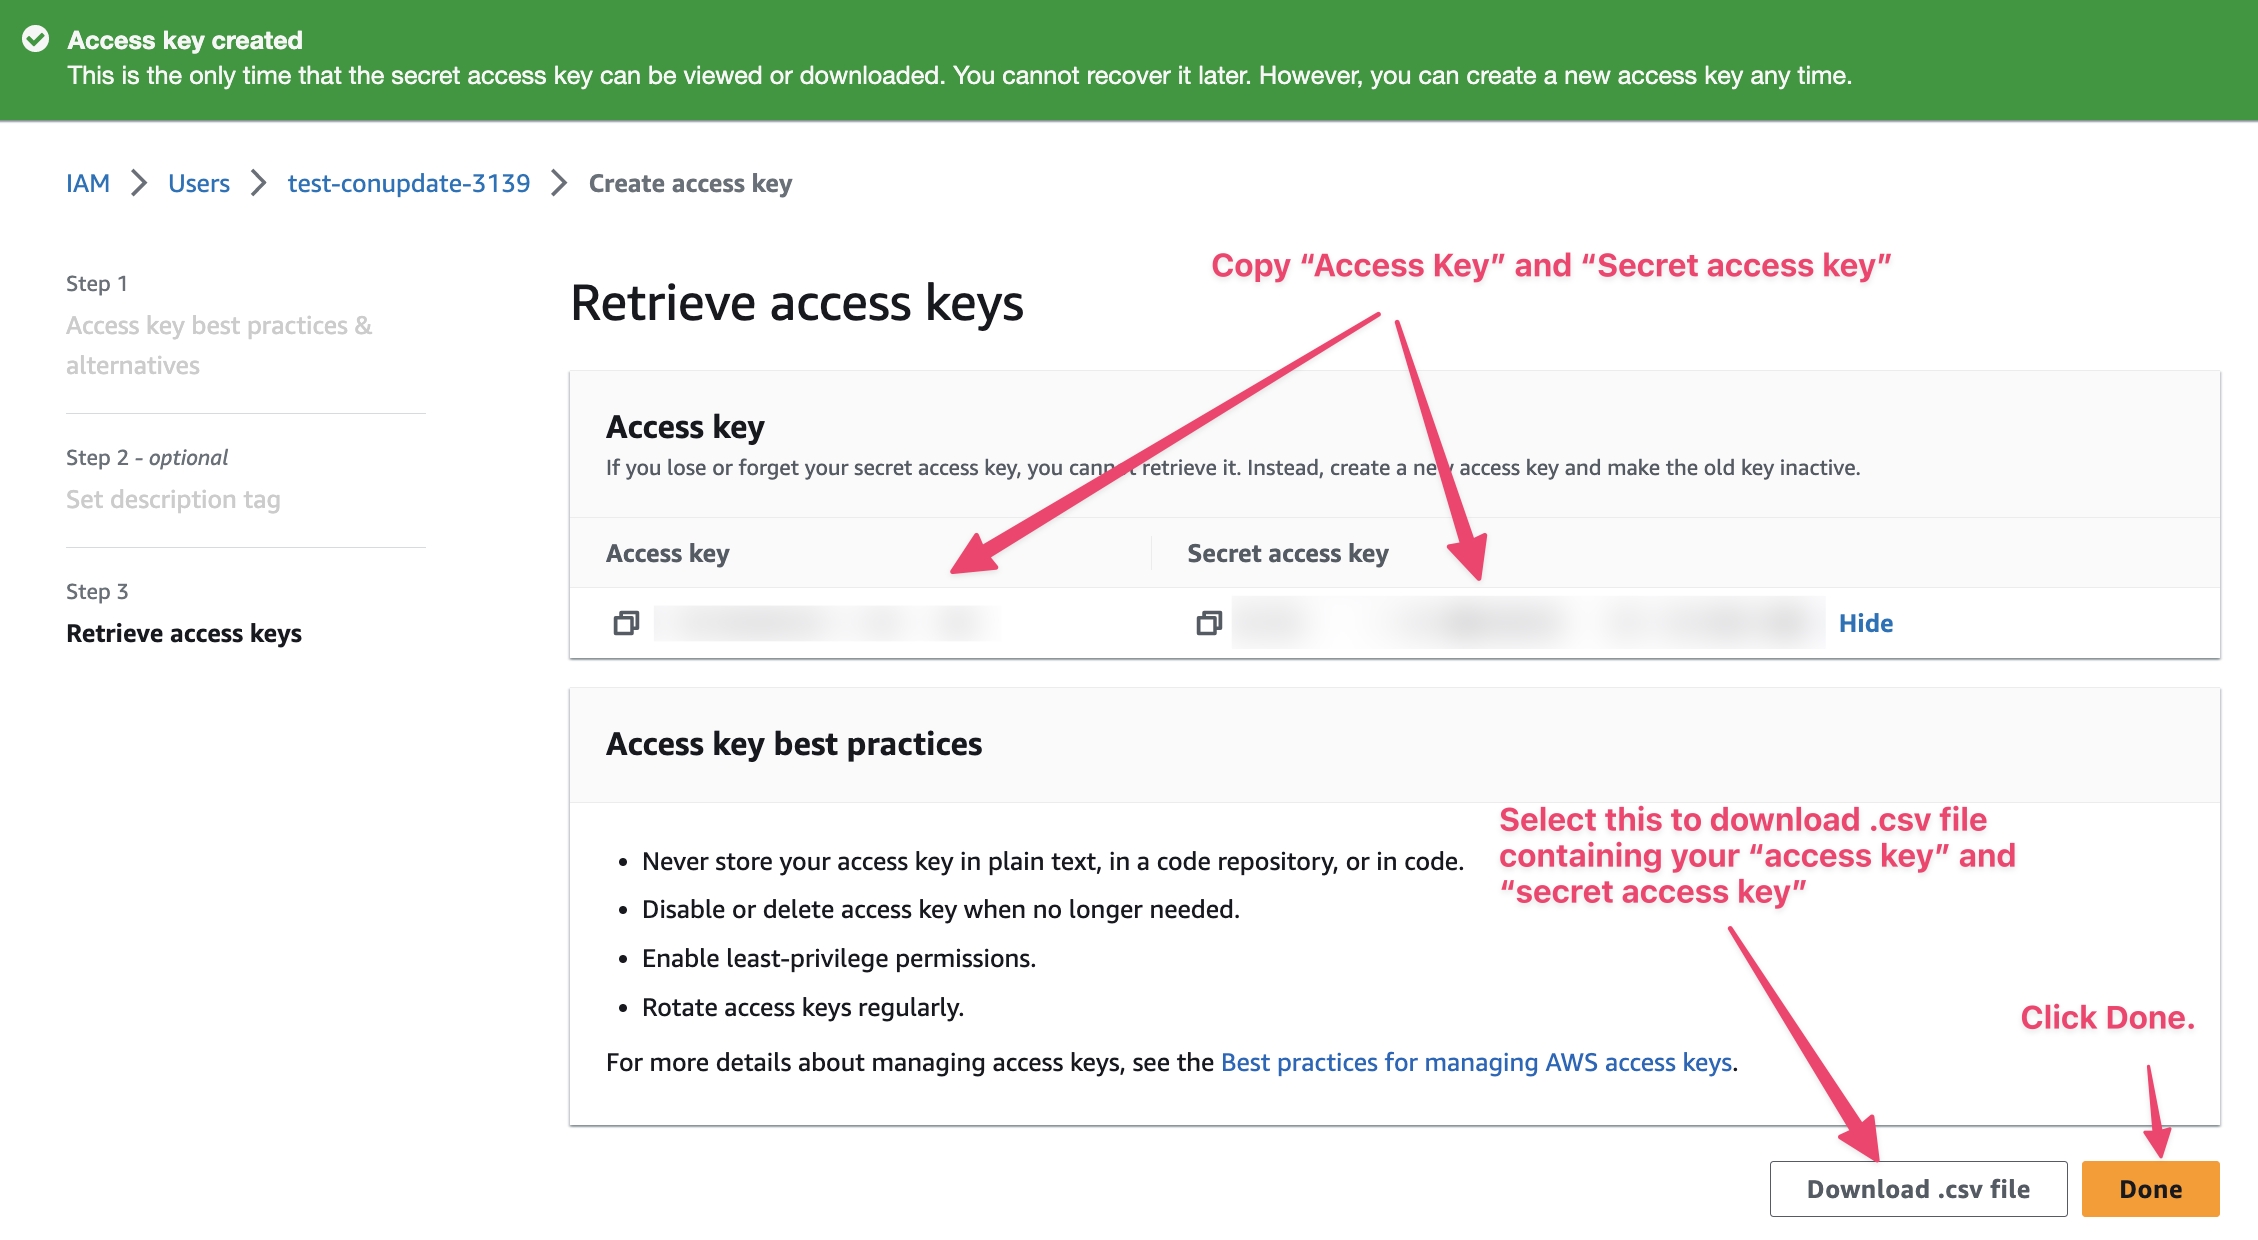 Access key created
This is the only time that the secret access key can be viewed or downloaded. You cannot recover it later. However, you can create a new access key any time.
IAM > Users > test-conupdate-3139 > Create access key
Step 1
Access key best practices &
alternatives
Step 2 - optional
Set description tag
Step 3
Retrieve access keys
Copy “Access Key” and “Secret access key”
Retrieve access keys
Access key
If you lose or forget your secret access key, you cannot retrieve it. Instead, create a new access key and make the old key inactive.
Access key
Secret access key
Hide
Access key best practices
Select this to download .csv file
containing your “access key” and
“secret access key”
• Never store your access key in plain text, in a code repository, or in code.
• Disable or delete access key when no longer needed.
• Enable least-privilege permissions.
• Rotate access keys regularly.
For more details about managing access keys, see the Best practices for managing AWS access keys.
Click Done.
Download .csv file
Done